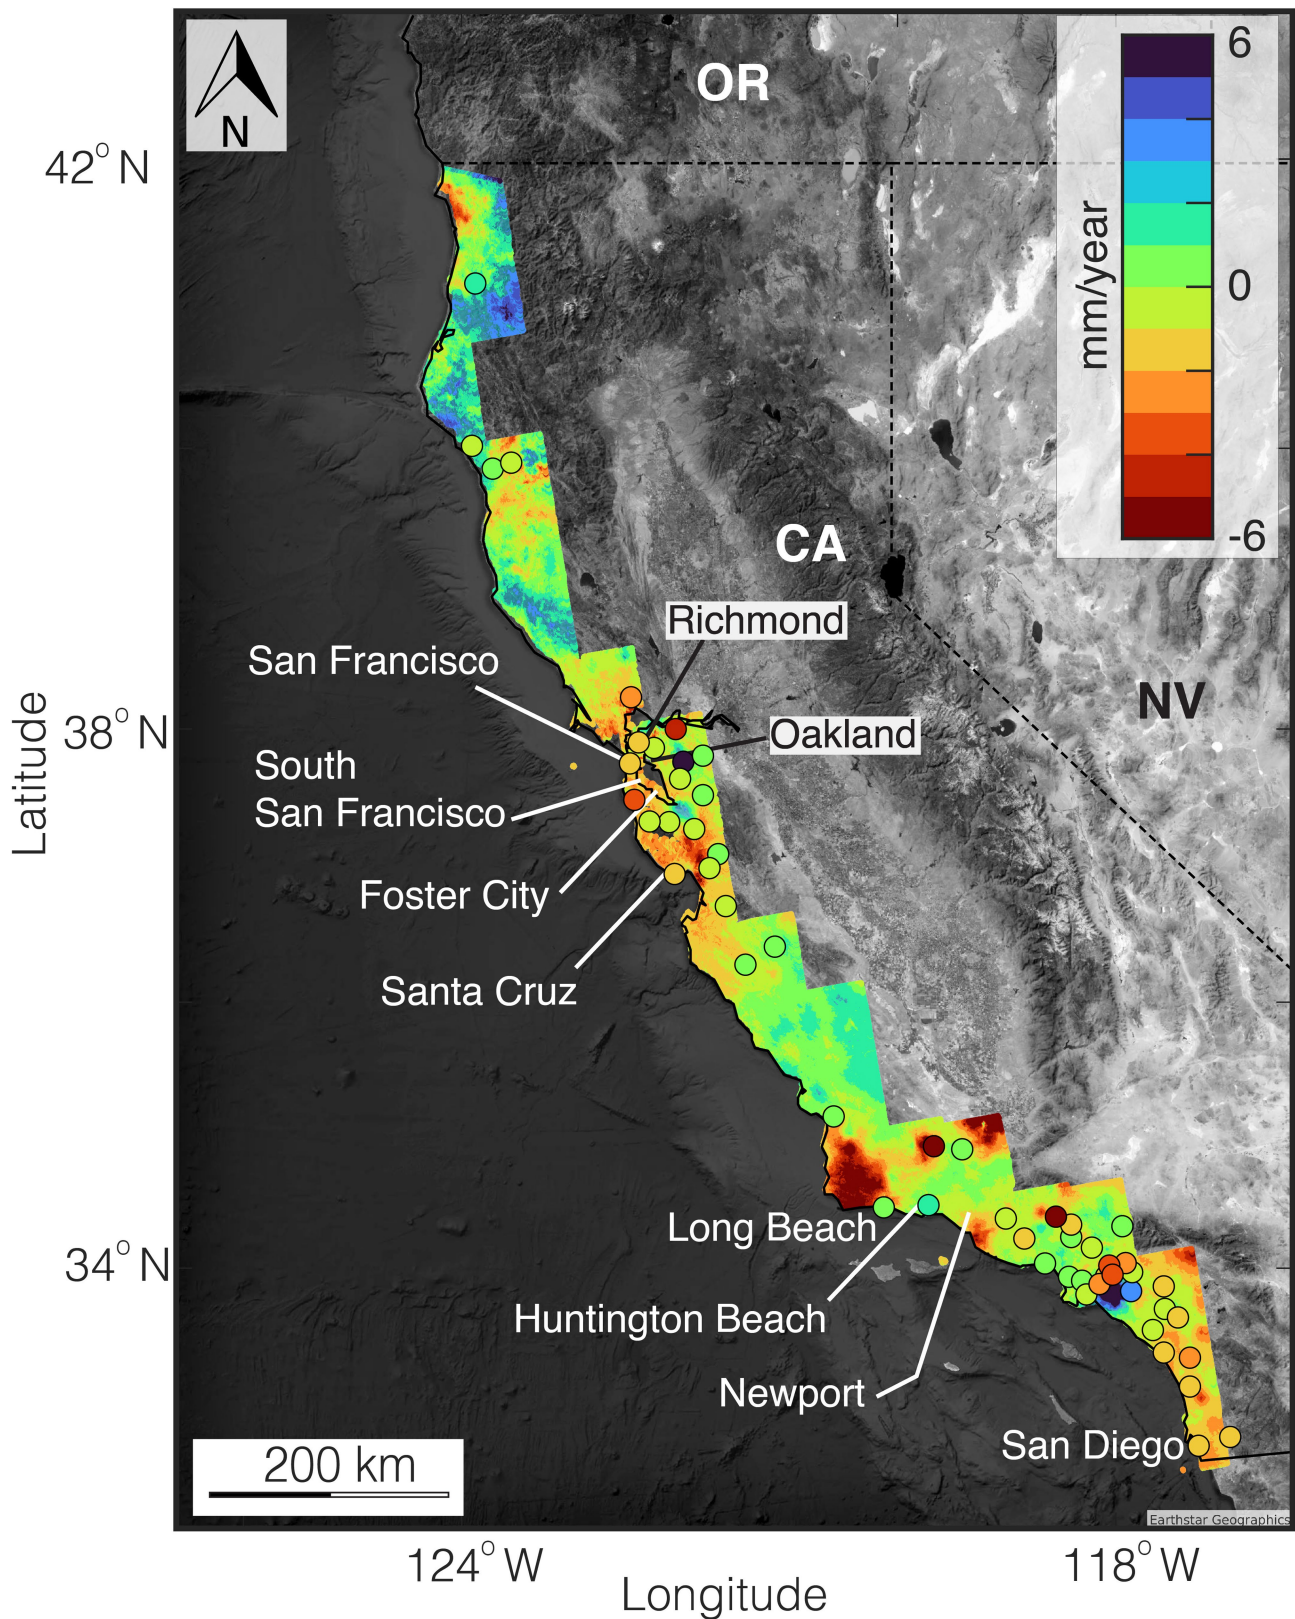 N
OR
6
42° N
mm/year
0
CA
-6
Richmond
San Francisco
NV
Latitude
38° N
Oakland
South
San Francisco
Foster City
Santa Cruz
Long Beach
34° N
Huntington Beach
Newport
San Diego
200 km
Earthstar Geographics
124° W
118° W
Longitude